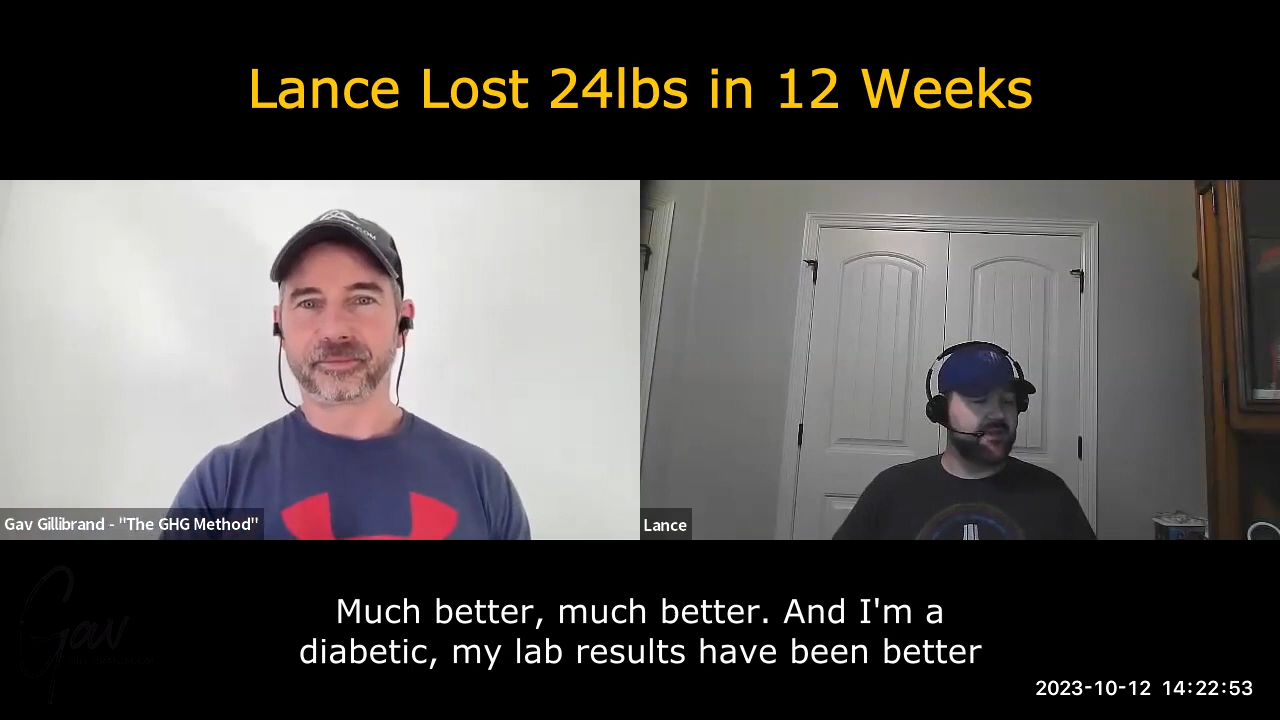 Lance Lost 24lbs in 12 Weeks
Gav Gillibrand - "The GHG Method"
Lance
Much better, much better. And I'm a
diabetic, my lab results have been better
Gav
2023-10-12 14:22:53